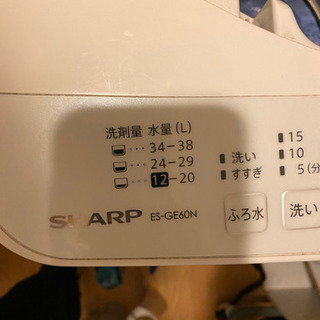 洗剤量 水量(L)
･･･34-38
･･･24-29
･･･12-20
SHARP ES-GE60N
洗い
すすぎ
15
10
5(分
ふろ水
洗い